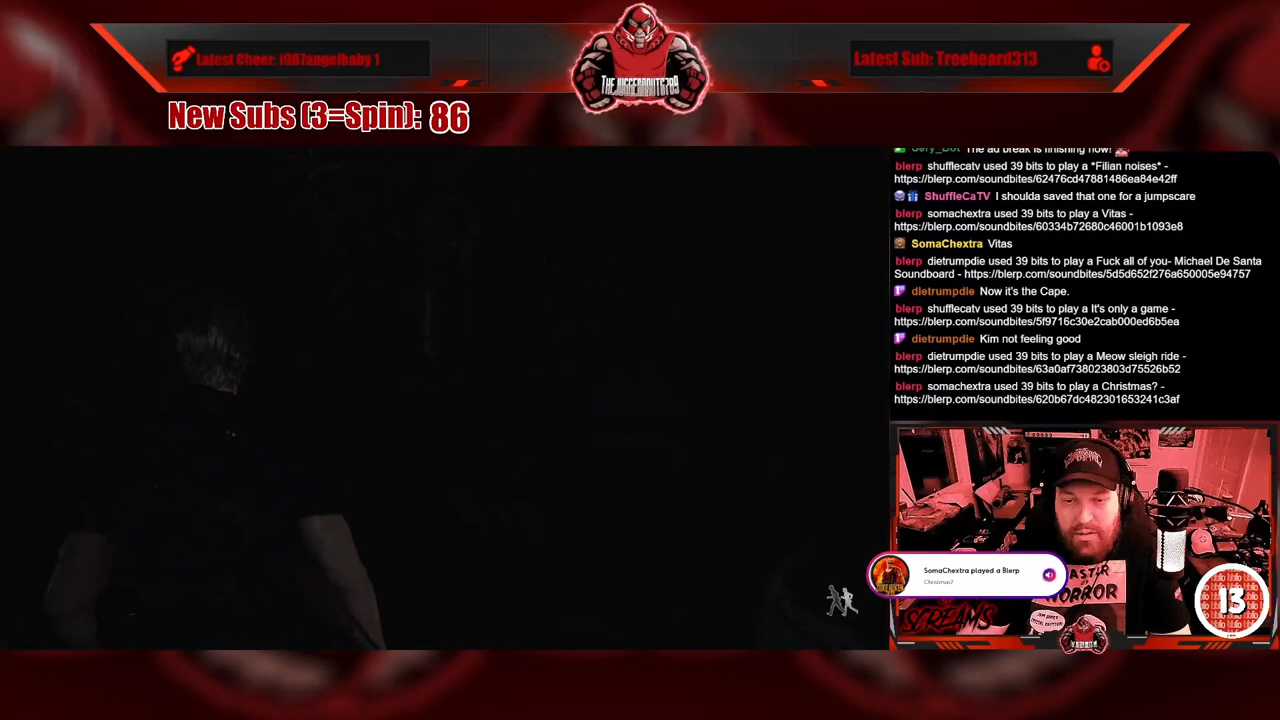 Latest Cheer: i987angelbaby 1
Latest Sub: Treebeard313
THEJUGGERNAUT6789
New Subs (3=Spin): 86
The ad break is finishing now!
blerp shufflecatv used 39 bits to play a *Filian noises* -
https://blerp.com/soundbites/62476cd47881486ea84e42ff
ShuffleCaTV I shoulda saved that one for a jumpscare
blerp somachextra used 39 bits to play a Vitas -
https://blerp.com/soundbites/60334b72680c46001b1093e8
SomaChextra Vitas
blerp dietrumpdie used 39 bits to play a Fuck all of you- Michael De Santa
Soundboard - https://blerp.com/soundbites/5d5d652f276a650005e94757
dietrumpdie Now it's the Cape.
blerp shufflecatv used 39 bits to play a It's only a game -
https://blerp.com/soundbites/5f9716c30e2cab000ed6b5ea
dietrumpdie Kim not feeling good
blerp dietrumpdie used 39 bits to play a Meow sleigh ride -
https://blerp.com/soundbites/63a0af738023803d75526b52
blerp somachextra used 39 bits to play a Christmas? -
https://blerp.com/soundbites/620b67dc482301653241c3af
SomaChextra played a Blerp
Christmas?
HORROR
SCREAMS
13